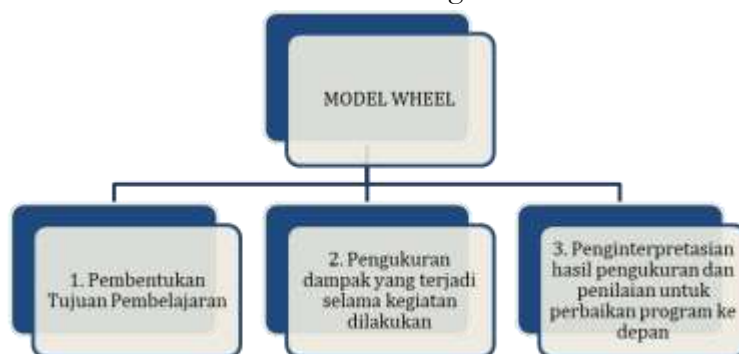 MODEL WHEEL
1. Pembentukan
Tujuan Pembelajaran
2. Pengukuran
dampak yang terjadi
selama kegiatan
dilakukan
3. Penginterpretasian
hasil pengukuran dan
penilaian untuk
perbaikan program ke
depan